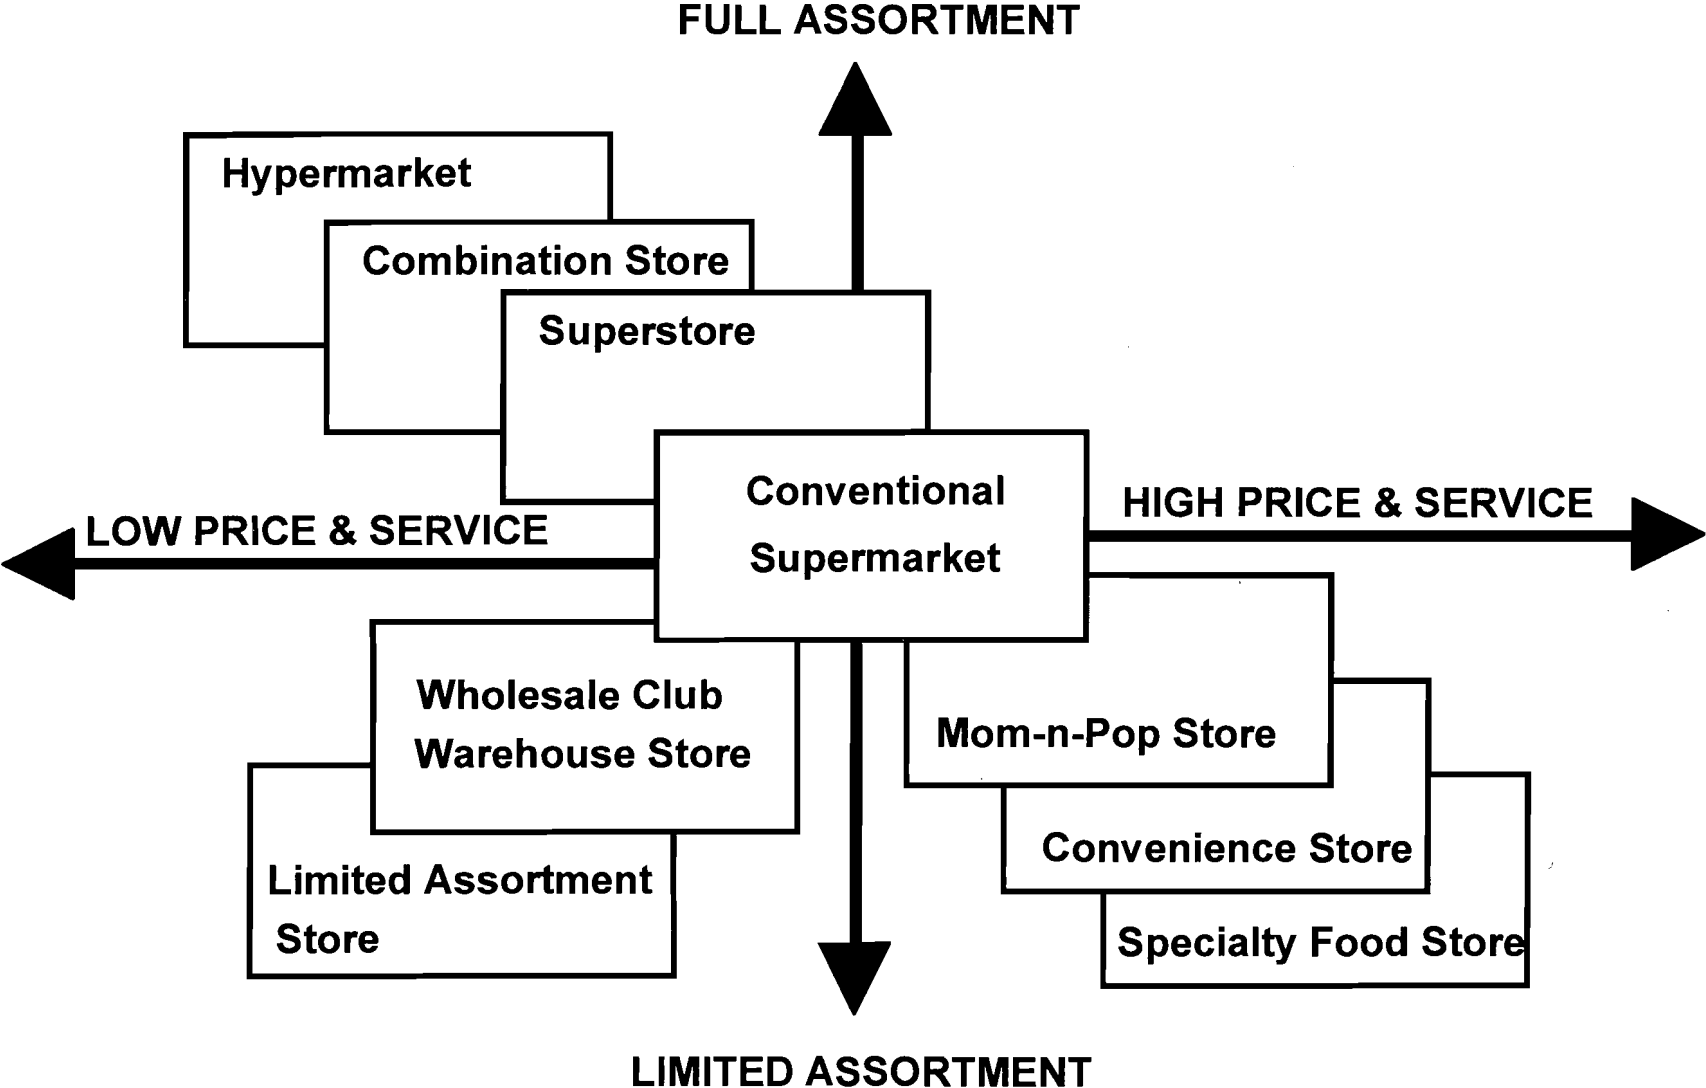 FULL ASSORTMENT
Hypermarket
Combination Store
Superstore
Conventional
Supermarket
LOW PRICE & SERVICE
HIGH PRICE & SERVICE
Wholesale Club
Warehouse Store
Mom-n-Pop Store
Limited Assortment
Store
Convenience Store
Specialty Food Store
LIMITED ASSORTMENT